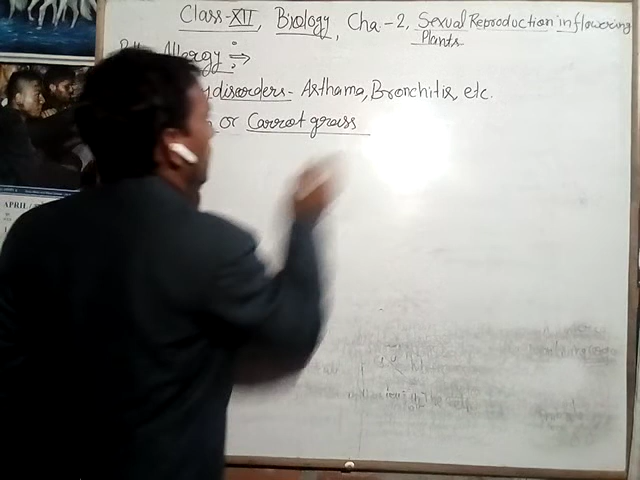 Class-XII, Biology, Cha-2, Sexual Reproduction in flowering
Plants
Allergy :⇒
disorders- Asthama, Bronchitis, etc.
or Carrot grass
APRIL